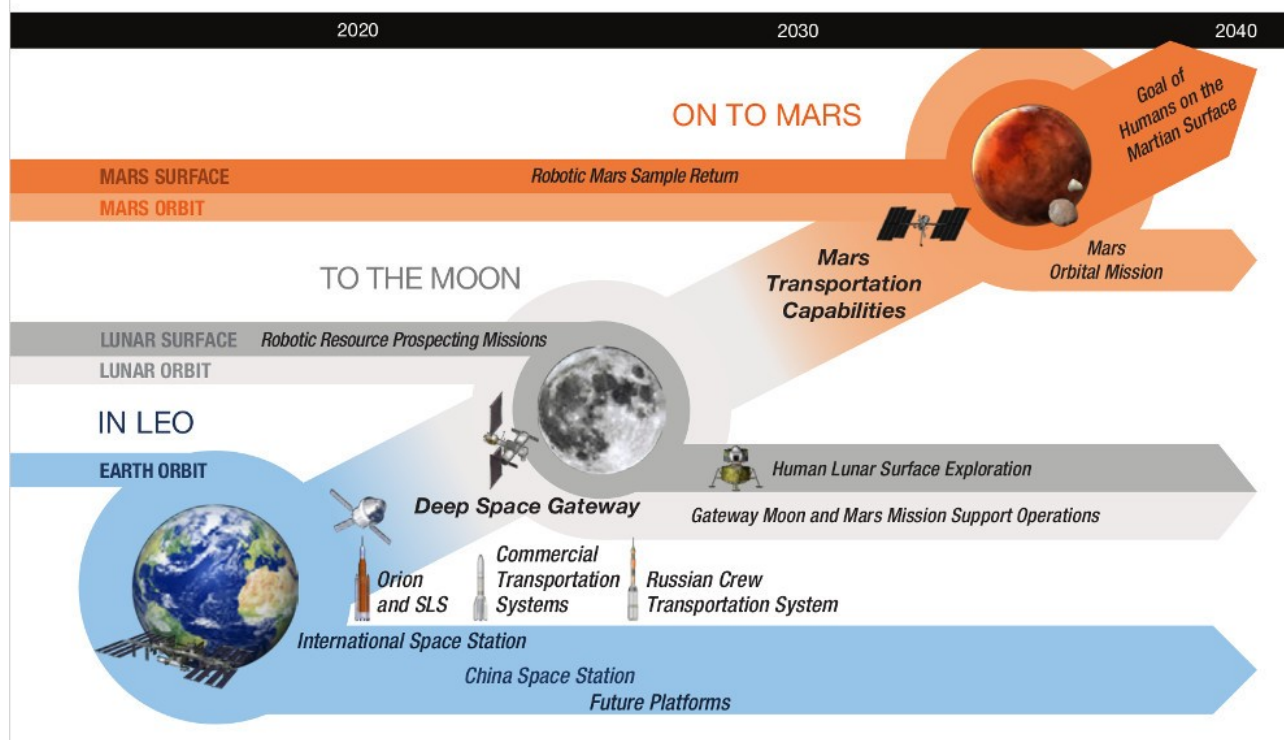 2020
2030
2040
Goal of
Humans on the
Martian Surface
ON TO MARS
MARS SURFACE
Robotic Mars Sample Return
MARS ORBIT
Mars
Transportation
Capabilities
Mars
Orbital Mission
TO THE MOON
LUNAR SURFACE
Robotic Resource Prospecting Missions
LUNAR ORBIT
IN LEO
EARTH ORBIT
Human Lunar Surface Exploration
Deep Space Gateway
Gateway Moon and Mars Mission Support Operations
Orion
and SLS
Commercial
Transportation
Systems
Russian Crew
Transportation System
International Space Station
China Space Station
Future Platforms